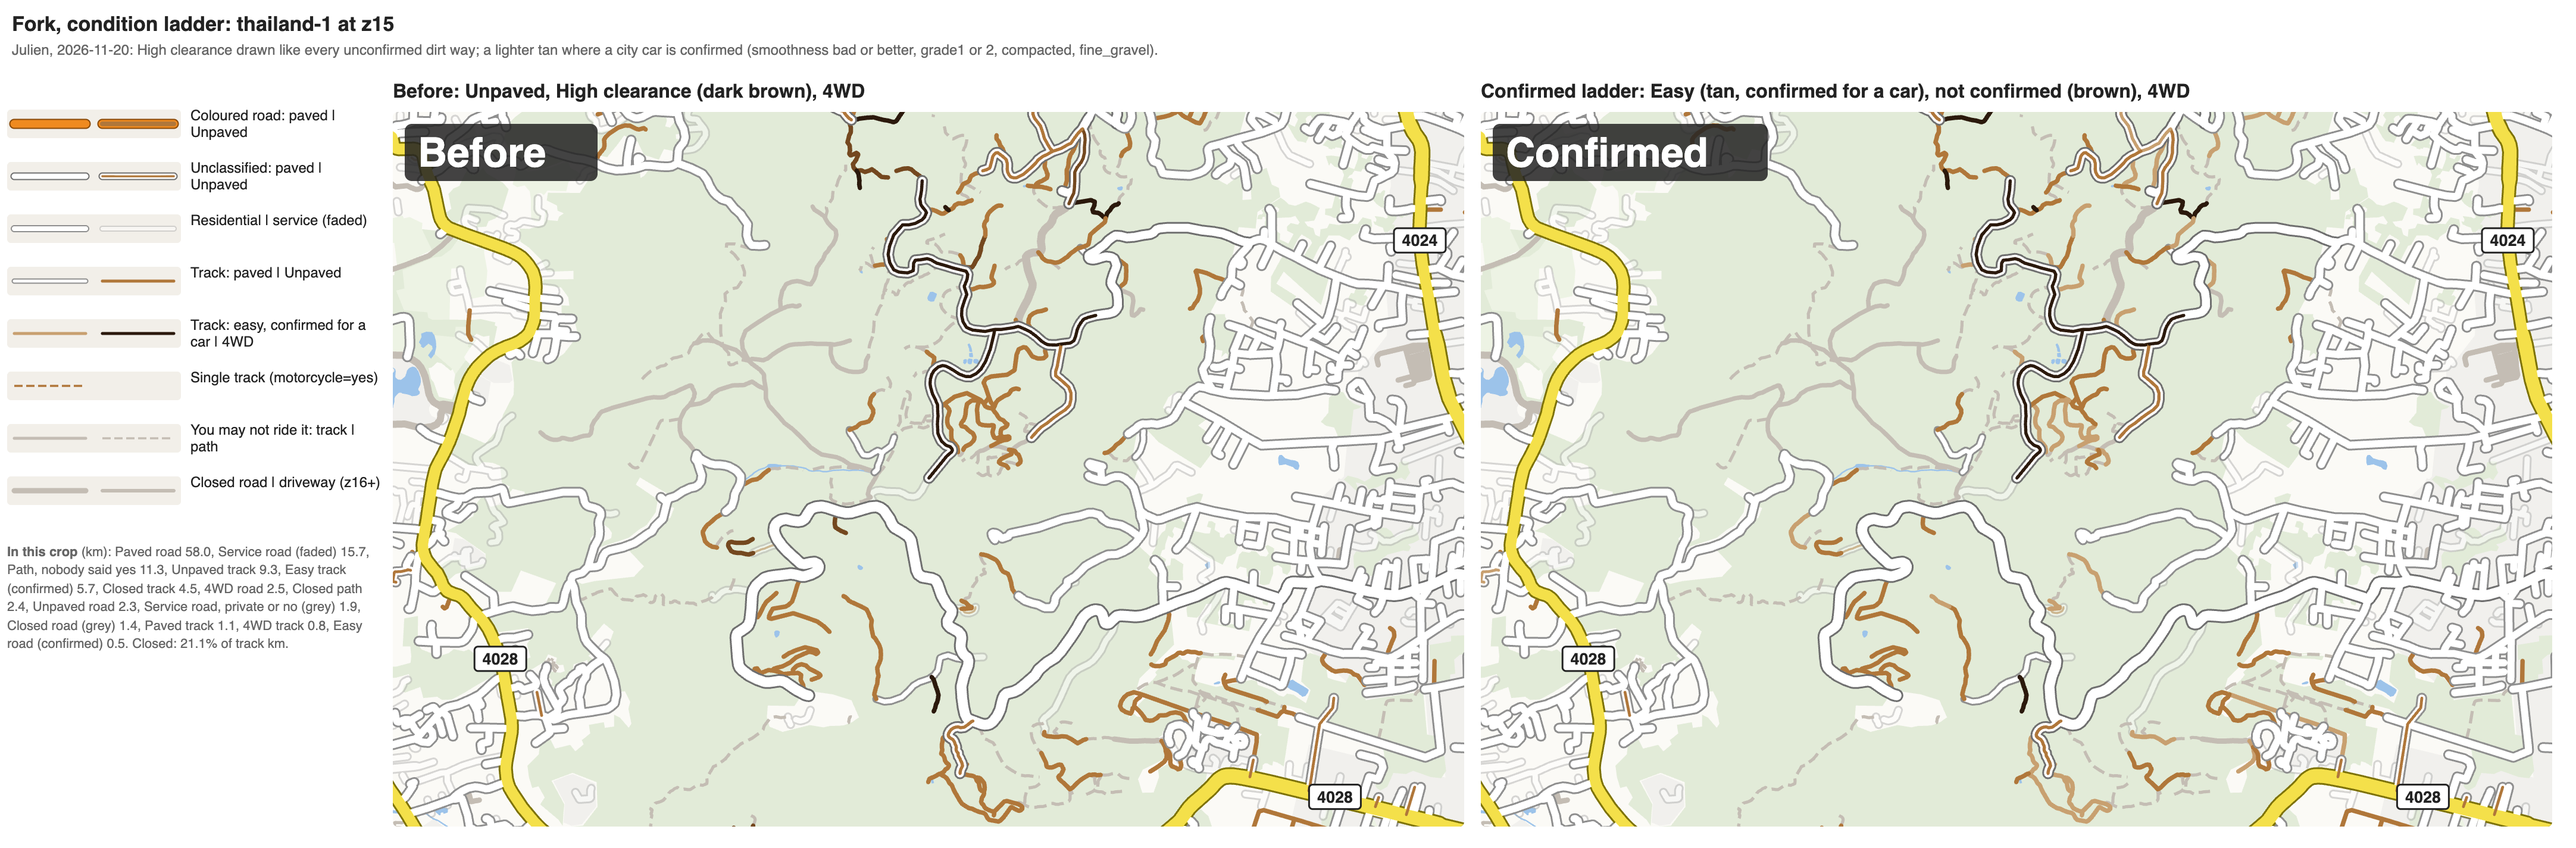 Fork, condition ladder: thailand-1 at z15
Julien, 2026-11-20: High clearance drawn like every unconfirmed dirt way; a lighter tan where a city car is confirmed (smoothness bad or better, grade1 or 2, compacted, fine_gravel).
Coloured road: paved |
Unpaved
Unclassified: paved |
Unpaved
Residential | service (faded)
Track: paved | Unpaved
Track: easy, confirmed for a
car | 4WD
Single track (motorcycle=yes)
You may not ride it: track |
path
Closed road | driveway (z16+)
In this crop (km): Paved road 58.0, Service road (faded) 15.7,
Path, nobody said yes 11.3, Unpaved track 9.3, Easy track
(confirmed) 5.7, Closed track 4.5, 4WD road 2.5, Closed path
2.4, Unpaved road 2.3, Service road, private or no (grey) 1.9,
Closed road (grey) 1.4, Paved track 1.1, 4WD track 0.8, Easy
road (confirmed) 0.5. Closed: 21.1% of track km.
Before: Unpaved, High clearance (dark brown), 4WD
Before
4024
4028
4028
Confirmed ladder: Easy (tan, confirmed for a car), not confirmed (brown), 4WD
Confirmed
4024
4028
4028